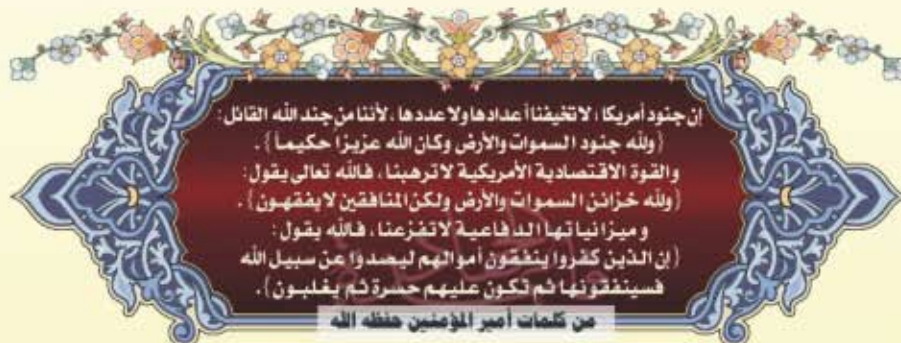 إن جنود أمريكا، لا تخيفنا أعدادها ولا عددها، لأننا من جند الله القائل:
{ولله جنود السموات والأرض وكان الله عزيزا حكيما}.
والقوة الاقتصادية الأمريكية لا ترهبنا، فالله تعالى يقول:
{ولله خزائن السموات والأرض ولكن المنافقين لا يفقهون}.
وميزانياتها الدفاعية لا تفزعنا، فالله يقول:
{إن الذين كفروا ينفقون أموالهم ليصدوا عن سبيل الله
فسينفقونها ثم تكون عليهم حسرة ثم يغلبون}.
من كلمات أمير المؤمنين حفظه الله